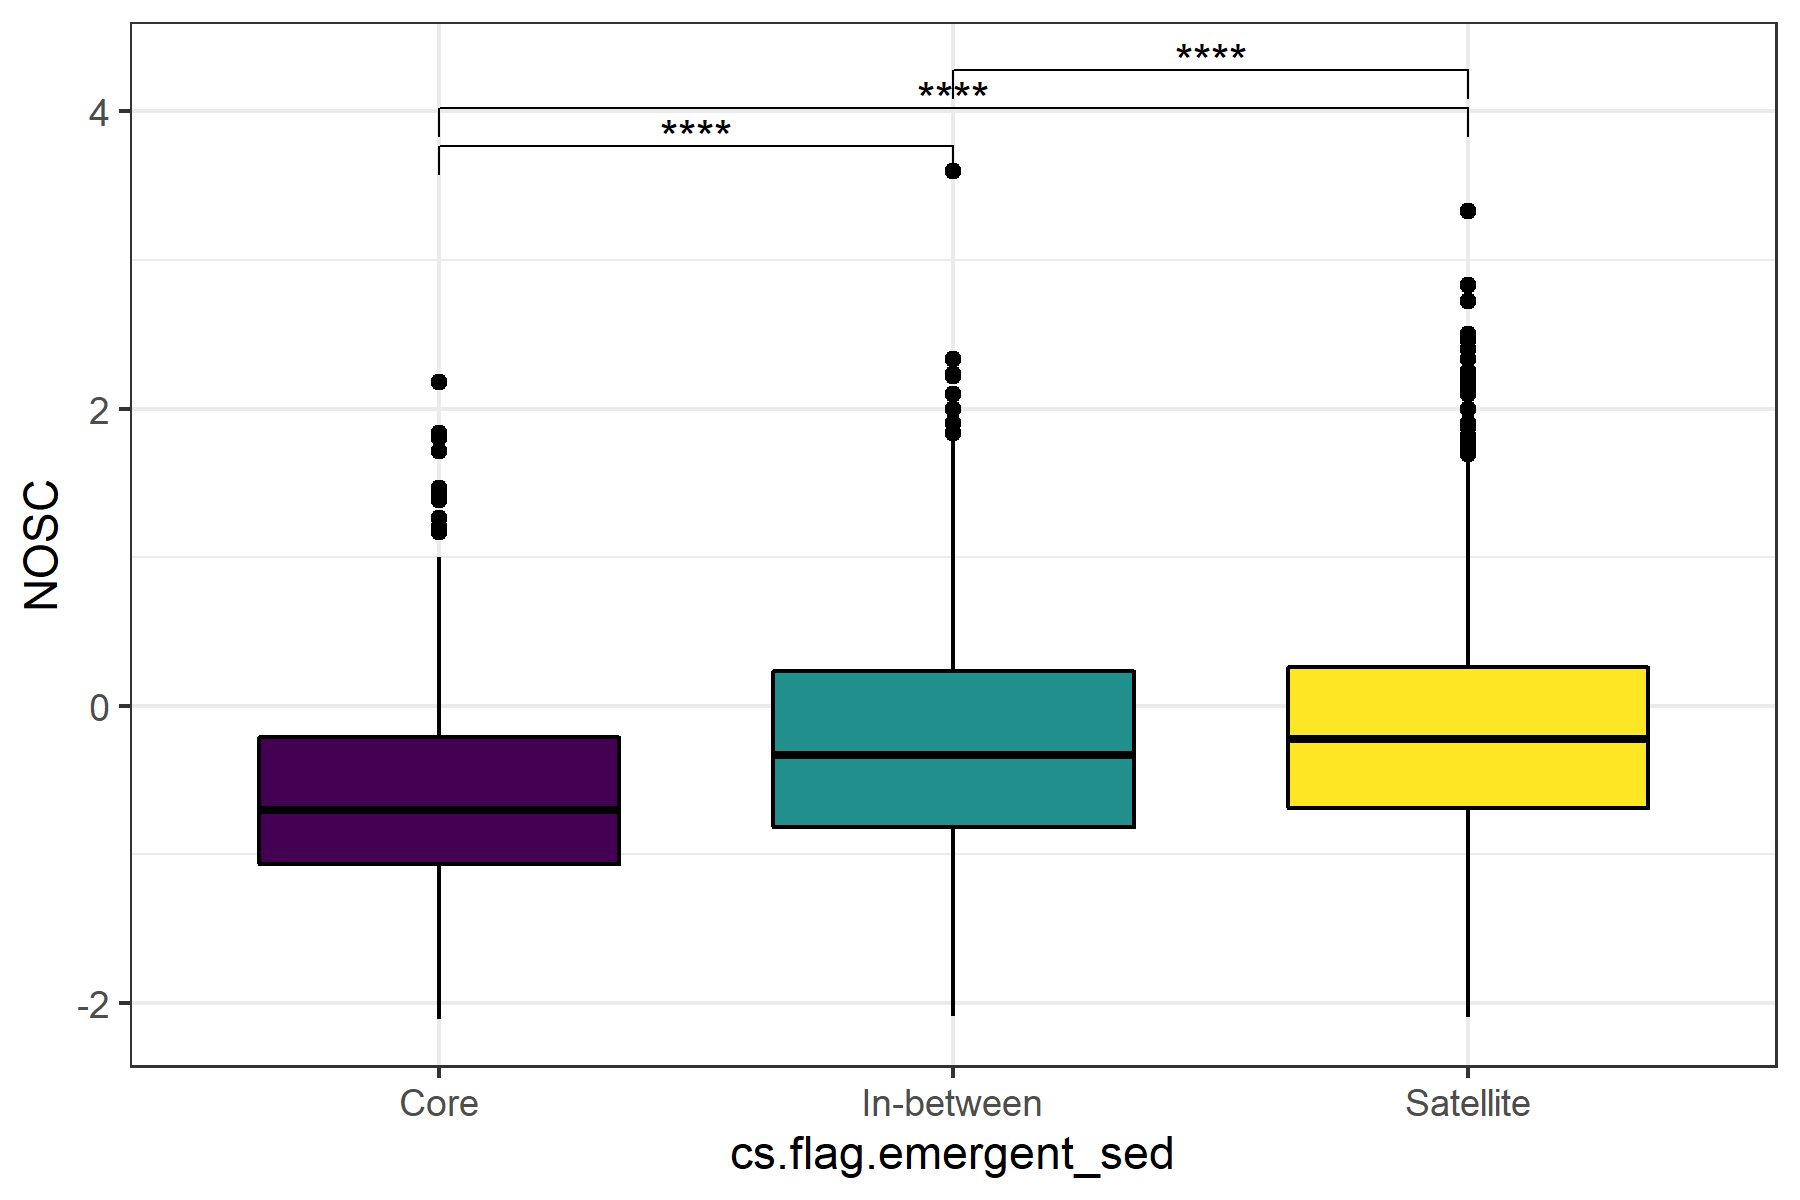 ****
****
****
4
2
0
-2
NOSC
Core In-between Satellite
cs.flag.emergent_sed